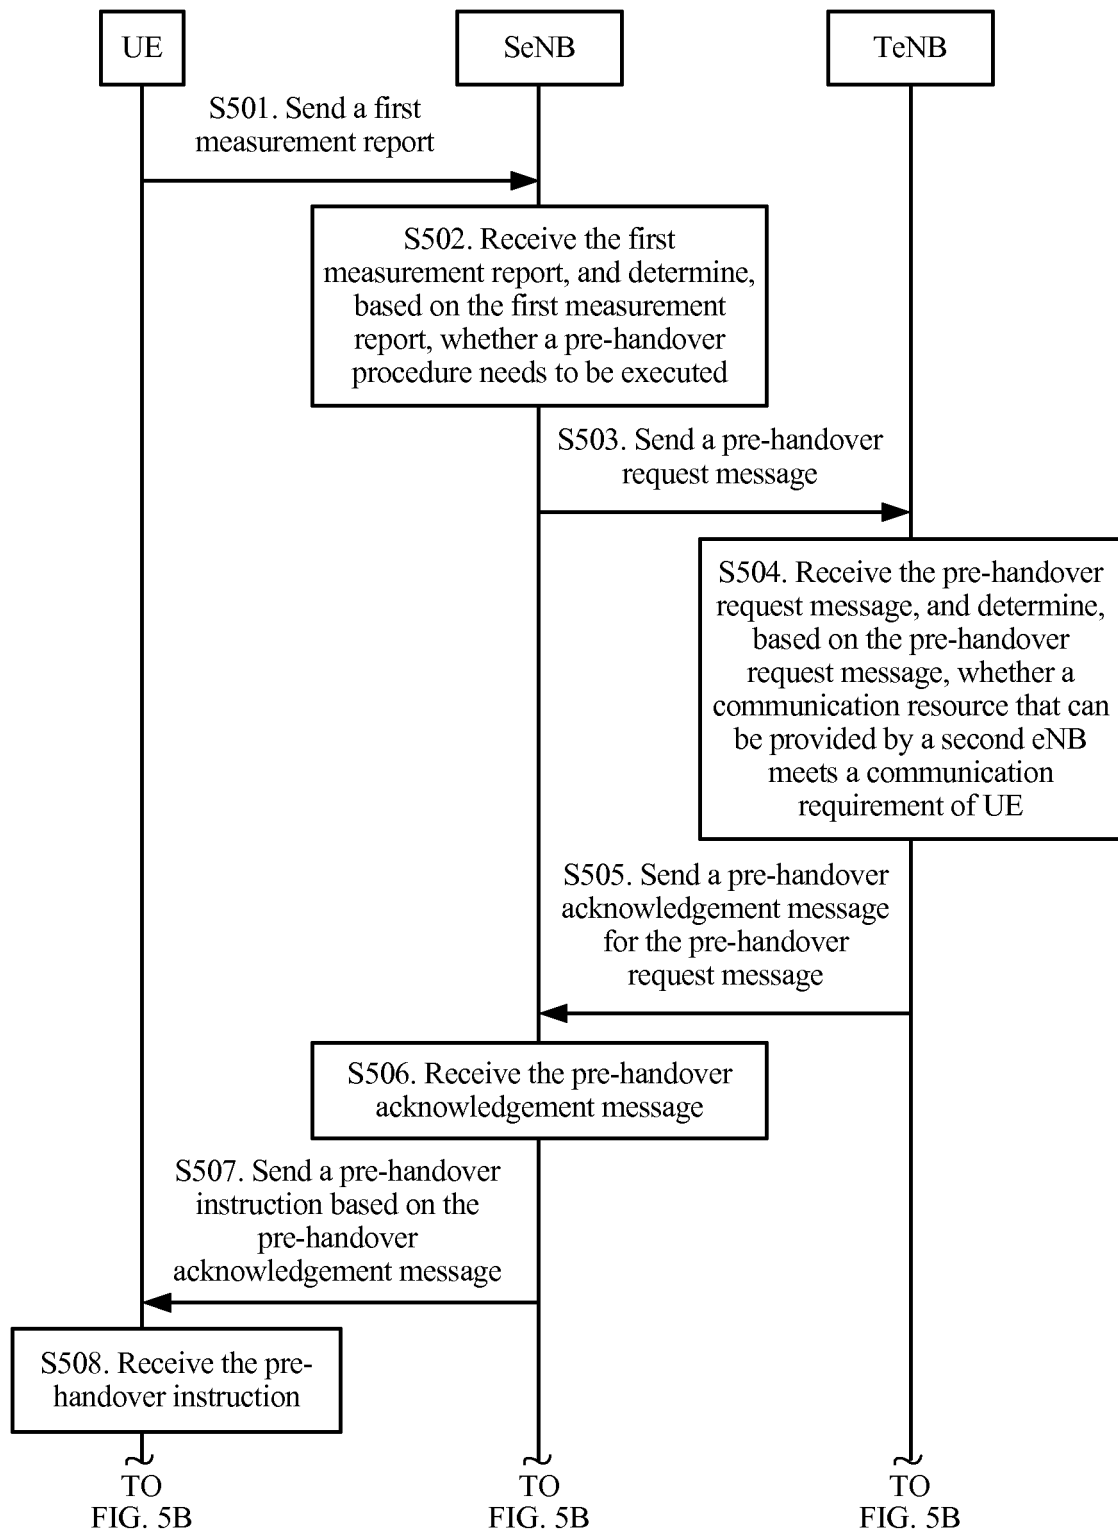 UE
SeNB
TeNB
S501. Send a first
measurement report
S502. Receive the first
measurement report, and determine,
based on the first measurement
report, whether a pre-handover
procedure needs to be executed
S503. Send a pre-handover
request message
S504. Receive the pre-handover
request message, and determine,
based on the pre-handover
request message, whether a
communication resource that can
be provided by a second eNB
meets a communication
requirement of UE
S505. Send a pre-handover
acknowledgement message
for the pre-handover
request message
S506. Receive the pre-handover
acknowledgement message
S507. Send a pre-handover
instruction based on the
pre-handover
acknowledgement message
S508. Receive the pre-
handover instruction
TO
FIG. 5B
TO
FIG. 5B
TO
FIG. 5B